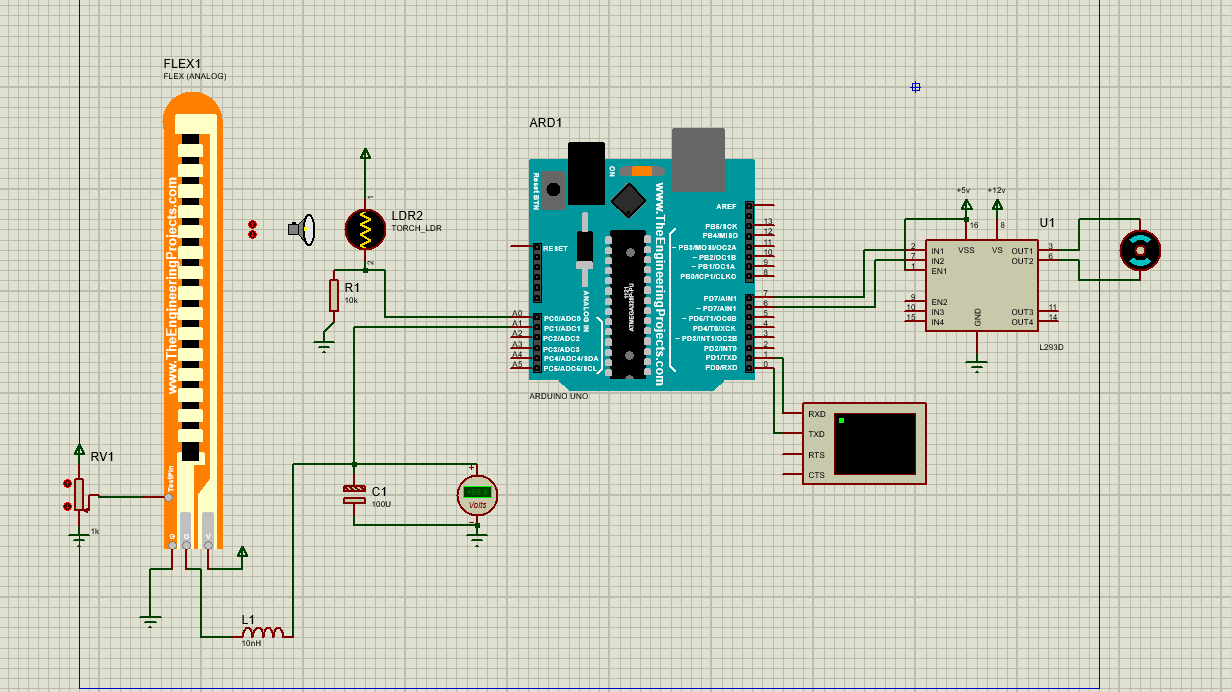 FLEX1
FLEX (ANALOG)
www.TheEngineeringProjects.com
TestPin
G
O
V
RV1
1k
LDR2
TORCH_LDR
1
2
R1
10k
C1
100U
L1
10nH
+
Volts
ARD1
ARDUINO UNO
Reset BTN
ON
www.TheEngineeringProjects.com
ANALOG IN
RESET
A0
A1
A2
A3
A4
A5
PC0/ADC0
PC1/ADC1
PC2/ADC2
PC3/ADC3
PC4/ADC4/SDA
PC5/ADC5/SCL
AREF
PB5/SCK
PB4/MISO
~ PB3/MOSI/OC2A
~ PB2/OC1B
~ PB1/OC1A
PB0/ICP1/CLKO
13
12
11
10
9
8
PD7/AIN1
~ PD7/AIN1
~ PD5/T1/OC0B
PD4/T0/XCK
~ PD3/INT1/OC2B
PD2/INT0
PD1/TXD
PD0/RXD
7
6
5
4
3
2
1
0
RXD
TXD
RTS
CTS
+5v
+12v
U1
16
8
VSS
VS
2
7
1
IN1
IN2
EN1
9
10
15
EN2
IN3
IN4
GND
OUT1
OUT2
3
6
OUT3
OUT4
11
14
L293D